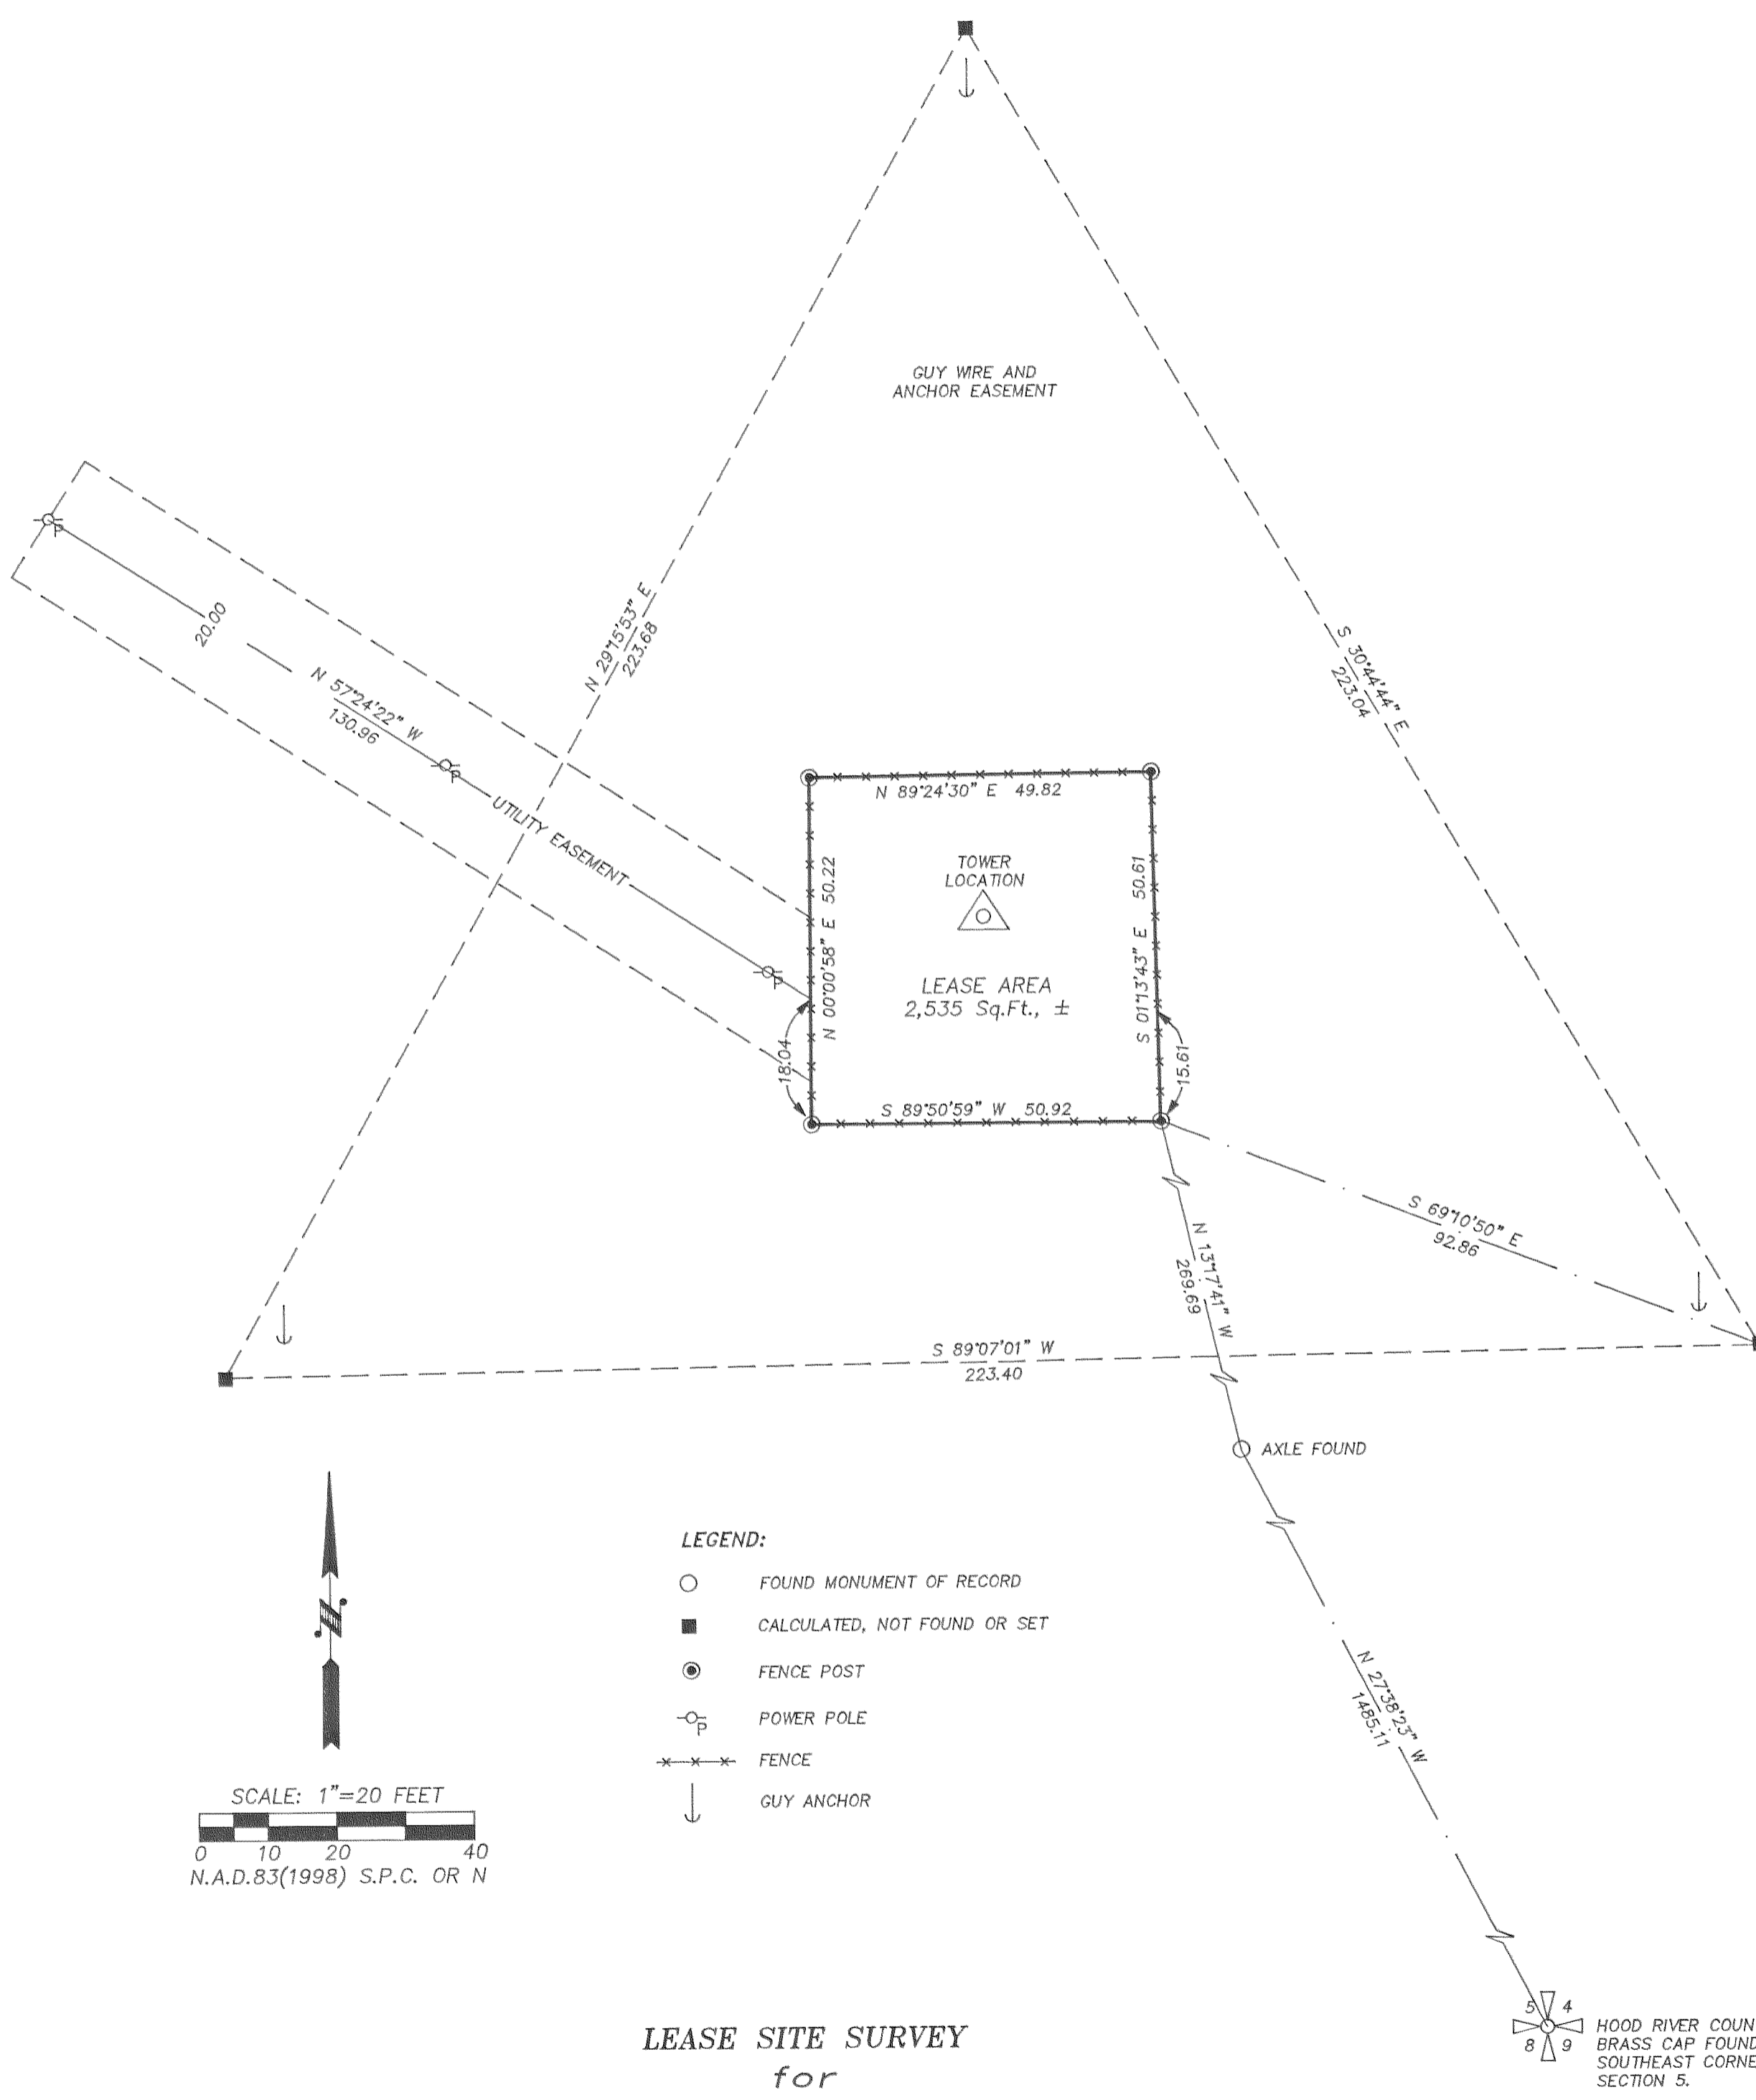 GUY WIRE AND
ANCHOR EASEMENT
N 29°15'53" E
223.68
S 30°44'44" E
223.04
20.00
N 57°24'22" W
130.96
P
P
UTILITY EASEMENT
P
N 89°24'30" E 49.82
N 00°00'58" E 50.22
TOWER
LOCATION
S 01°13'43" E 50.61
LEASE AREA
2,535 Sq.Ft., ±
18.04
15.61
S 89°50'59" W 50.92
S 69°10'50" E
92.86
N 13°17'41" W
269.69
S 89°07'01" W
223.40
AXLE FOUND
N
LEGEND:
FOUND MONUMENT OF RECORD
CALCULATED, NOT FOUND OR SET
FENCE POST
P POWER POLE
FENCE
GUY ANCHOR
N 27°38'23" W
1485.11
SCALE: 1"=20 FEET
0 10 20 40
N.A.D.83(1998) S.P.C. OR N
5 4
8 9
HOOD RIVER COUN
BRASS CAP FOUND
SOUTHEAST CORNE
SECTION 5.
LEASE SITE SURVEY
for